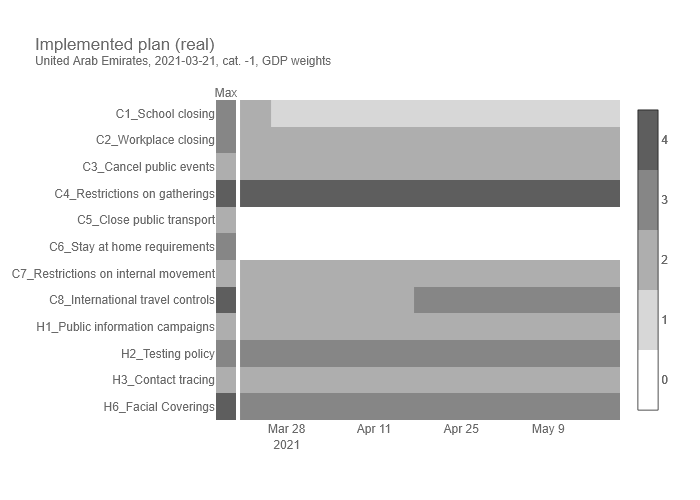 Implemented plan (real)
United Arab Emirates, 2021-03-21, cat. -1, GDP weights
Max
C1_School closing
C2_Workplace closing
C3_Cancel public events
C4_Restrictions on gatherings
C5_Close public transport
C6_Stay at home requirements
C7_Restrictions on internal movement
C8_International travel controls
H1_Public information campaigns
H2_Testing policy
H3_Contact tracing
H6_Facial Coverings
Mar 28
2021
Apr 11
Apr 25
May 9
4
3
2
1
0